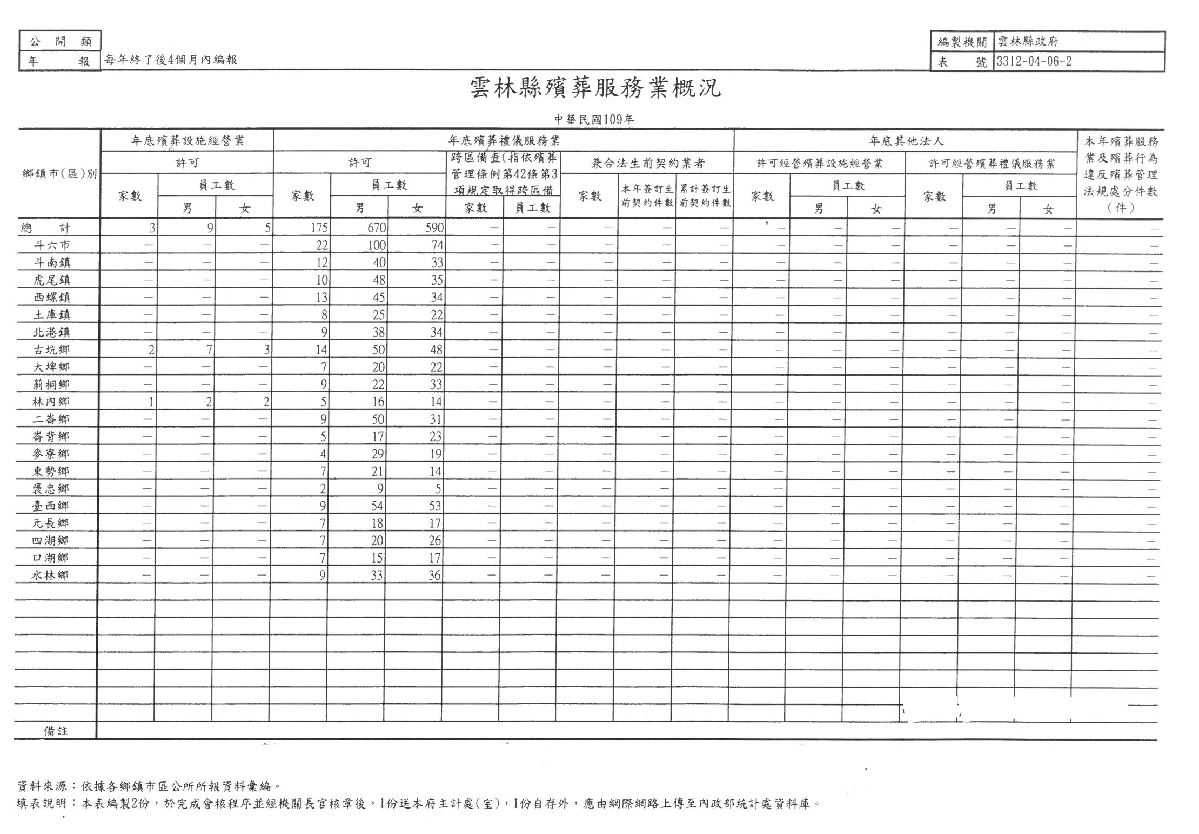 公開類
編製機關 雲林縣政府
年報 每年終了後4個月內編報
表號 3312-04-06-2
雲林縣殯葬服務業概況
中華民國109年
鄉鎮市(區)別 年底殯葬設施經營業 年底殯葬禮儀服務業 年底其他法人 本年殯葬服務業及殯葬行為違反殯葬管理法規處分件數(件)
許可 許可 跨區備查(指依殯葬管理條例第42條第3項規定取得跨區備 兼合法生前契約業者 許可經營殯葬設施經營業 許可經營殯葬禮儀服務業
家數 員工數 家數 員工數 家數 員工數 家數 本年簽訂生前契約件數 累計簽訂生前契約件數 家數 員工數 家數 員工數
男 女 男 女 男 女 男 女
總計 3 9 5 175 670 590 － － － － － － － － － － － －
斗六市 － － － 22 100 74 － － － － － － － － － － － －
斗南鎮 － － － 12 40 33 － － － － － － － － － － － －
虎尾鎮 － － － 10 48 35 － － － － － － － － － － － －
西螺鎮 － － － 13 45 34 － － － － － － － － － － － －
土庫鎮 － － － 8 25 22 － － － － － － － － － － － －
北港鎮 － － － 9 38 34 － － － － － － － － － － － －
古坑鄉 2 7 3 14 50 48 － － － － － － － － － － － －
大埤鄉 － － － 7 20 22 － － － － － － － － － － － －
莿桐鄉 － － － 9 22 33 － － － － － － － － － － － －
林內鄉 1 2 2 5 16 14 － － － － － － － － － － － －
二崙鄉 － － － 9 50 31 － － － － － － － － － － － －
崙背鄉 － － － 5 17 23 － － － － － － － － － － － －
麥寮鄉 － － － 4 29 19 － － － － － － － － － － － －
東勢鄉 － － － 7 21 14 － － － － － － － － － － － －
褒忠鄉 － － － 2 9 5 － － － － － － － － － － － －
臺西鄉 － － － 9 54 53 － － － － － － － － － － － －
元長鄉 － － － 7 18 17 － － － － － － － － － － － －
四湖鄉 － － － 7 20 26 － － － － － － － － － － － －
口湖鄉 － － － 7 15 17 － － － － － － － － － － － －
水林鄉 － － － 9 33 36 － － － － － － － － － － － －
備註
資料來源：依據各鄉鎮市區公所所報資料彙編。
填表說明：本表編製2份，於完成會核程序並經機關長官核章後，1份送本府主計處(室)，1份自存外，應由網際網路上傳至內政部統計處資料庫。